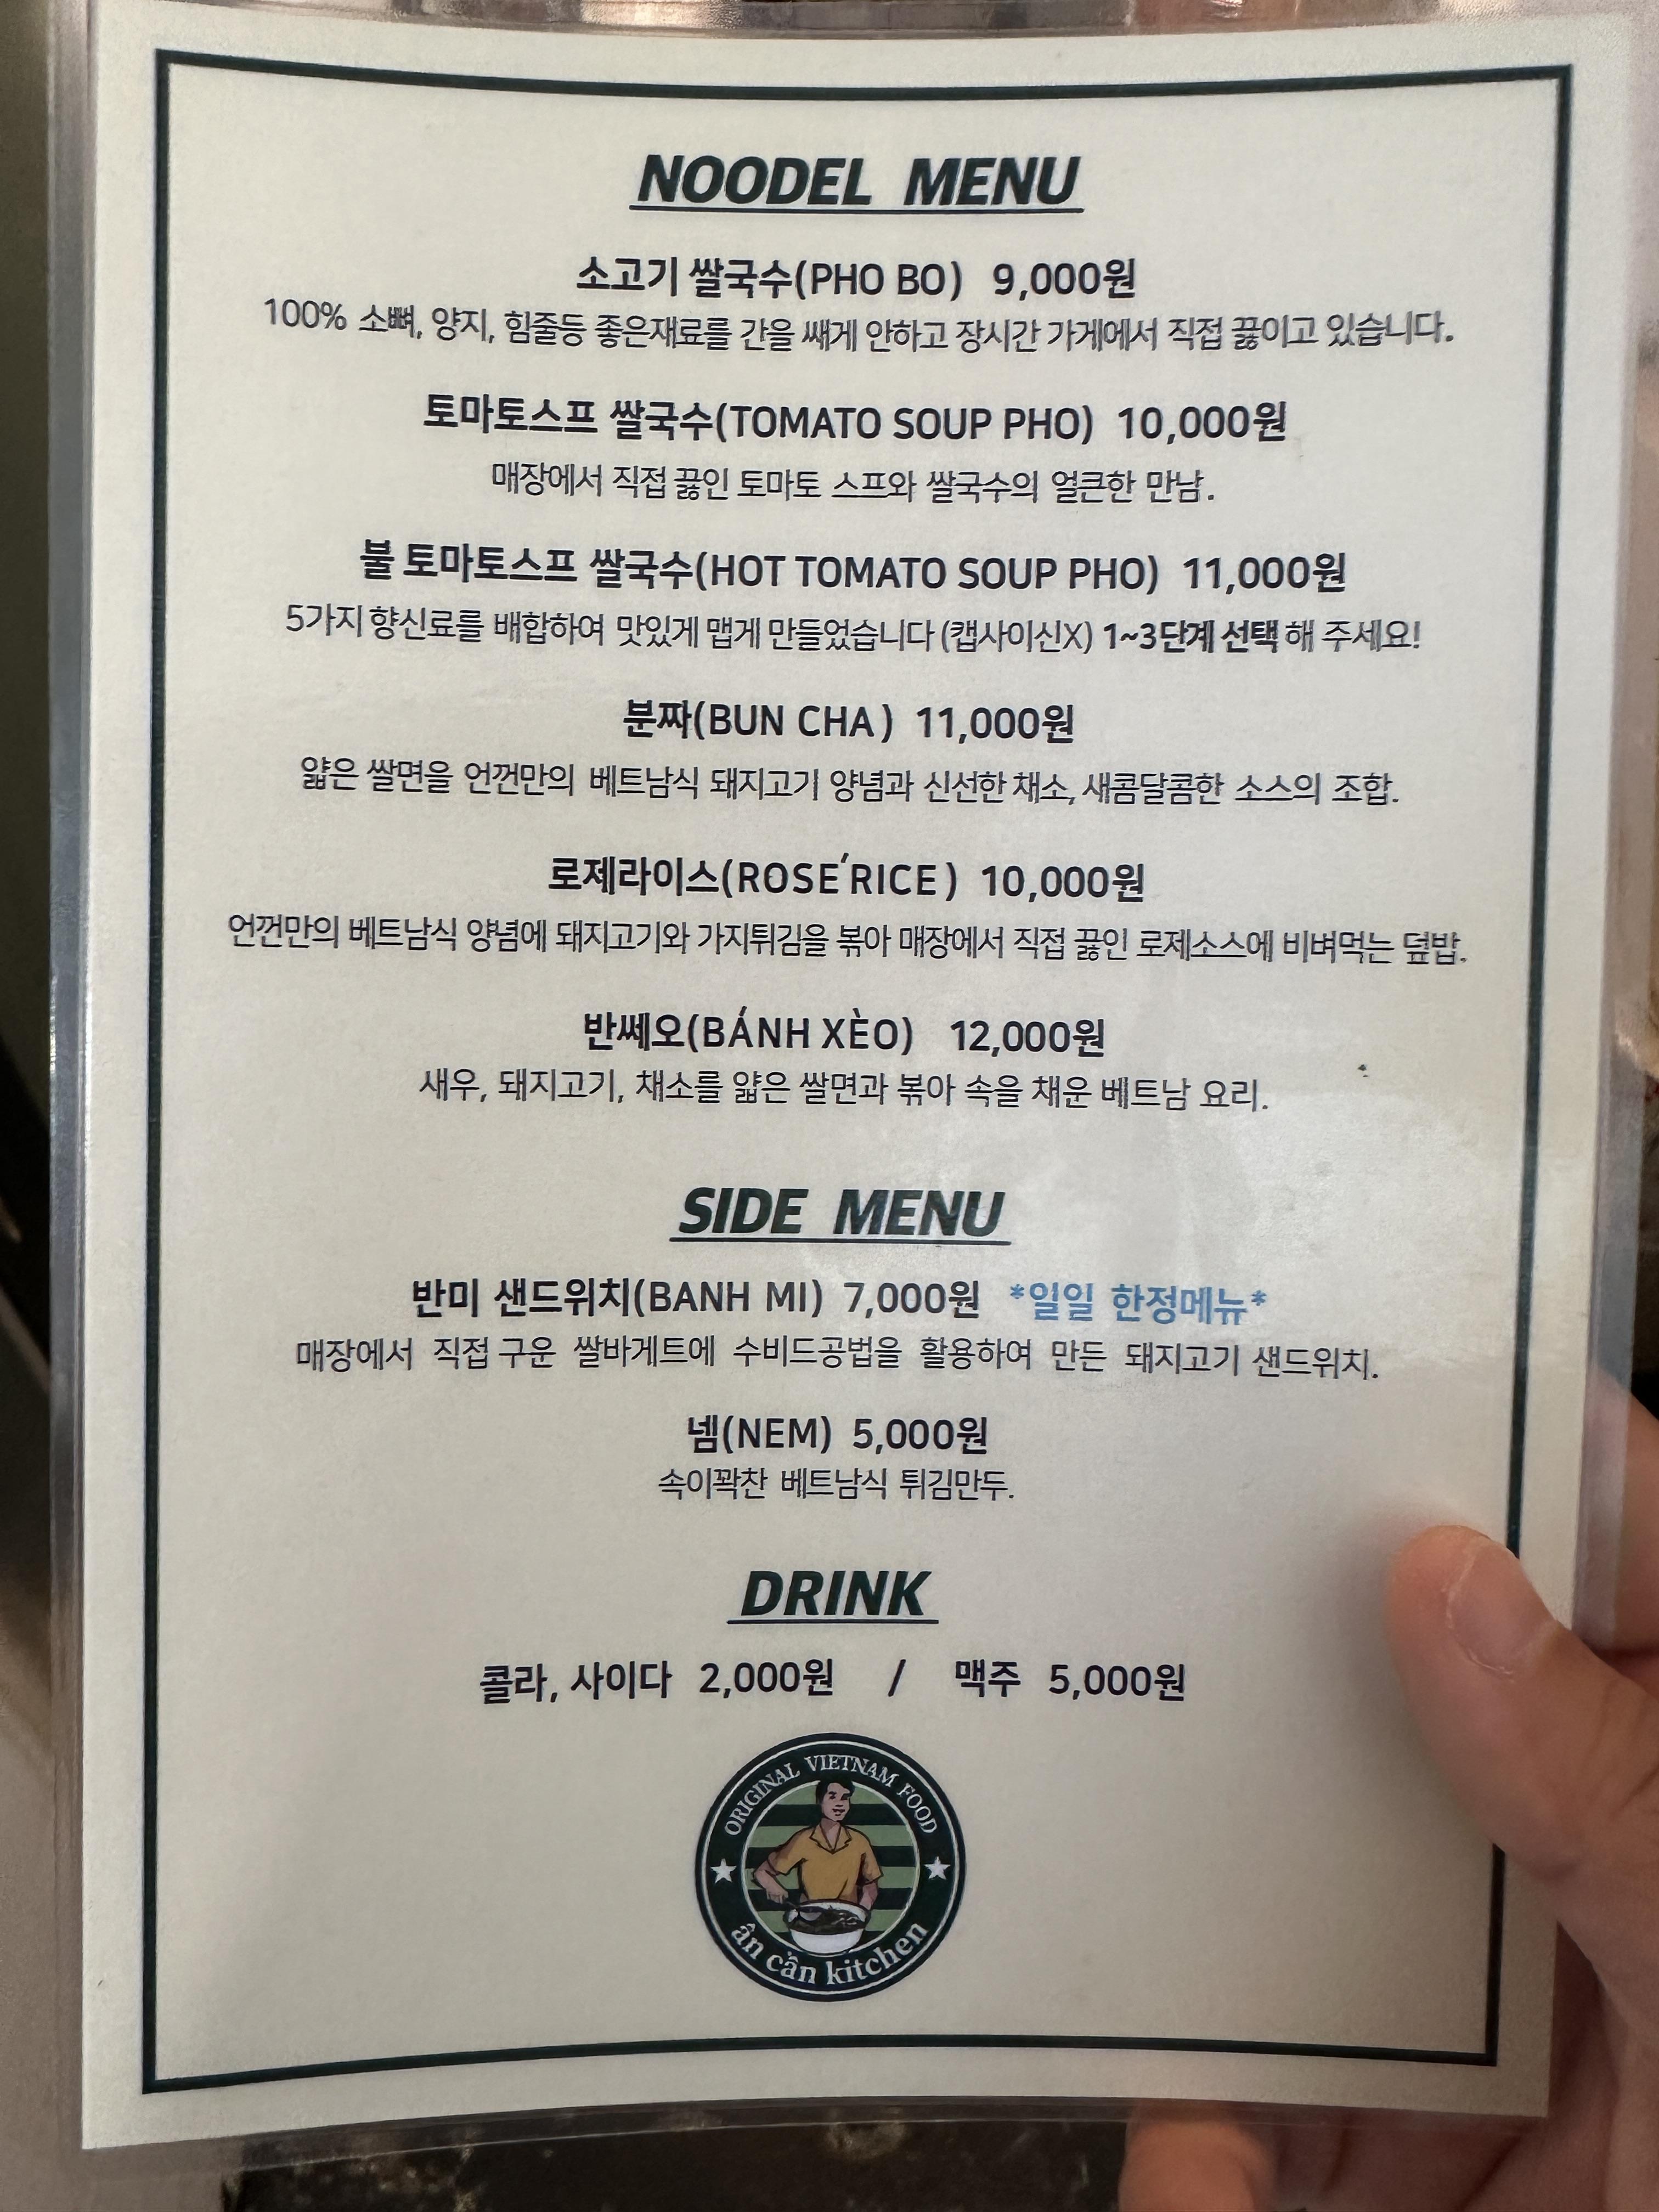 NOODEL MENU
소고기 쌀국수(PHO BO) 9,000원
100% 소뼈, 양지, 힘줄등 좋은재료를 간을 쌔게 안하고 장시간 가게에서 직접 끓이고 있습니다.
토마토스프 쌀국수(TOMATO SOUP PHO) 10,000원
매장에서 직접 끓인 토마토 스프와 쌀국수의 얼큰한 만남.
불 토마토스프 쌀국수(HOT TOMATO SOUP PHO) 11,000원
5가지 향신료를 배합하여 맛있게 맵게 만들었습니다 (캡사이신X) 1~3단계 선택 해 주세요!
분짜(BUN CHA) 11,000원
얇은 쌀면을 언껀만의 베트남식 돼지고기 양념과 신선한 채소, 새콤달콤한 소스의 조합.
로제라이스(ROSE'RICE) 10,000원
언껀만의 베트남식 양념에 돼지고기와 가지튀김을 볶아 매장에서 직접 끓인 로제소스에 비벼먹는 덮밥.
반쎄오(BÁNH XÈO) 12,000원
새우, 돼지고기, 채소를 얇은 쌀면과 볶아 속을 채운 베트남 요리.
SIDE MENU
반미 샌드위치(BANH MI) 7,000원 *일일 한정메뉴*
매장에서 직접 구운 쌀바게트에 수비드공법을 활용하여 만든 돼지고기 샌드위치.
넴(NEM) 5,000원
속이꽉찬 베트남식 튀김만두.
DRINK
콜라, 사이다 2,000원 / 맥주 5,000원
ORIGINAL VIETNAM FOOD
ân cần kitchen